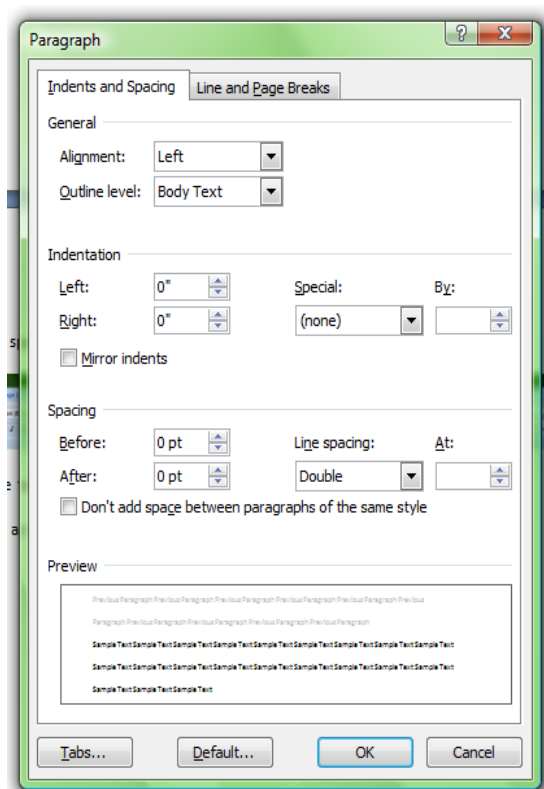 Paragraph
?
X
Indents and Spacing
Line and Page Breaks
General
Alignment: Left
Outline level: Body Text
Indentation
Left: 0" Special: By:
Right: 0" (none)
Mirror indents
Spacing
Before: 0 pt Line spacing: At:
After: 0 pt Double
Don't add space between paragraphs of the same style
Preview
Previous Paragraph Previous Paragraph Previous Paragraph Previous Paragraph Previous Paragraph Previous
Paragraph Previous Paragraph Previous Paragraph Previous Paragraph Previous Paragraph
Sample Text Sample Text Sample Text Sample Text Sample Text Sample Text Sample Text Sample Text Sample Text
Sample Text Sample Text Sample Text Sample Text Sample Text Sample Text Sample Text Sample Text Sample Text
Sample Text Sample Text Sample Text
Tabs... Default... OK Cancel